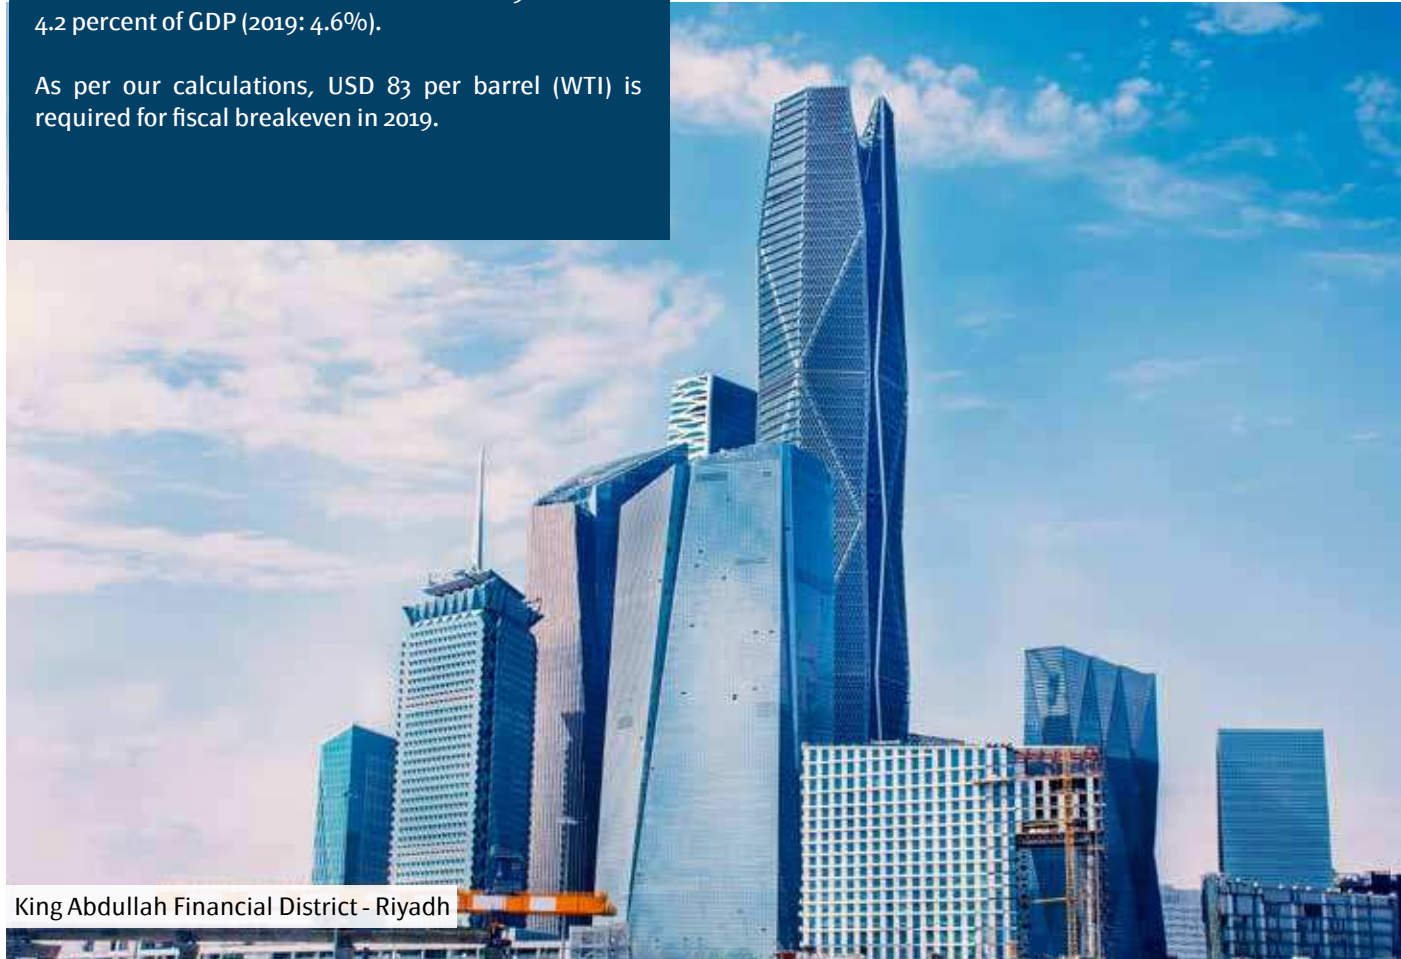 4.2 percent of GDP (2019: 4.6%).
As per our calculations, USD 83 per barrel (WTI) is
required for fiscal breakeven in 2019.
King Abdullah Financial District - Riyadh